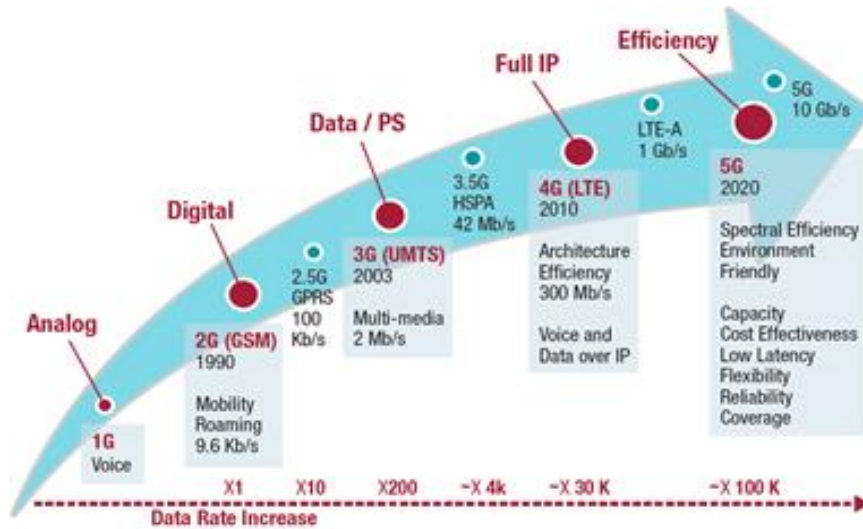 Analog
1G
Voice
Digital
2G (GSM)
1990
Mobility
Roaming
9.6 Kb/s
2.5G
GPRS
100
Kb/s
Data / PS
3G (UMTS)
2003
Multi-media
2 Mb/s
3.5G
HSPA
42 Mb/s
Full IP
4G (LTE)
2010
Architecture
Efficiency
300 Mb/s
Voice and
Data over IP
LTE-A
1 Gb/s
Efficiency
5G
2020
Spectral Efficiency
Environment
Friendly
Capacity
Cost Effectiveness
Low Latency
Flexibility
Reliability
Coverage
5G
10 Gb/s
X1 X10 X200 ~X 4k ~X 30 K ~X 100 K
Data Rate Increase